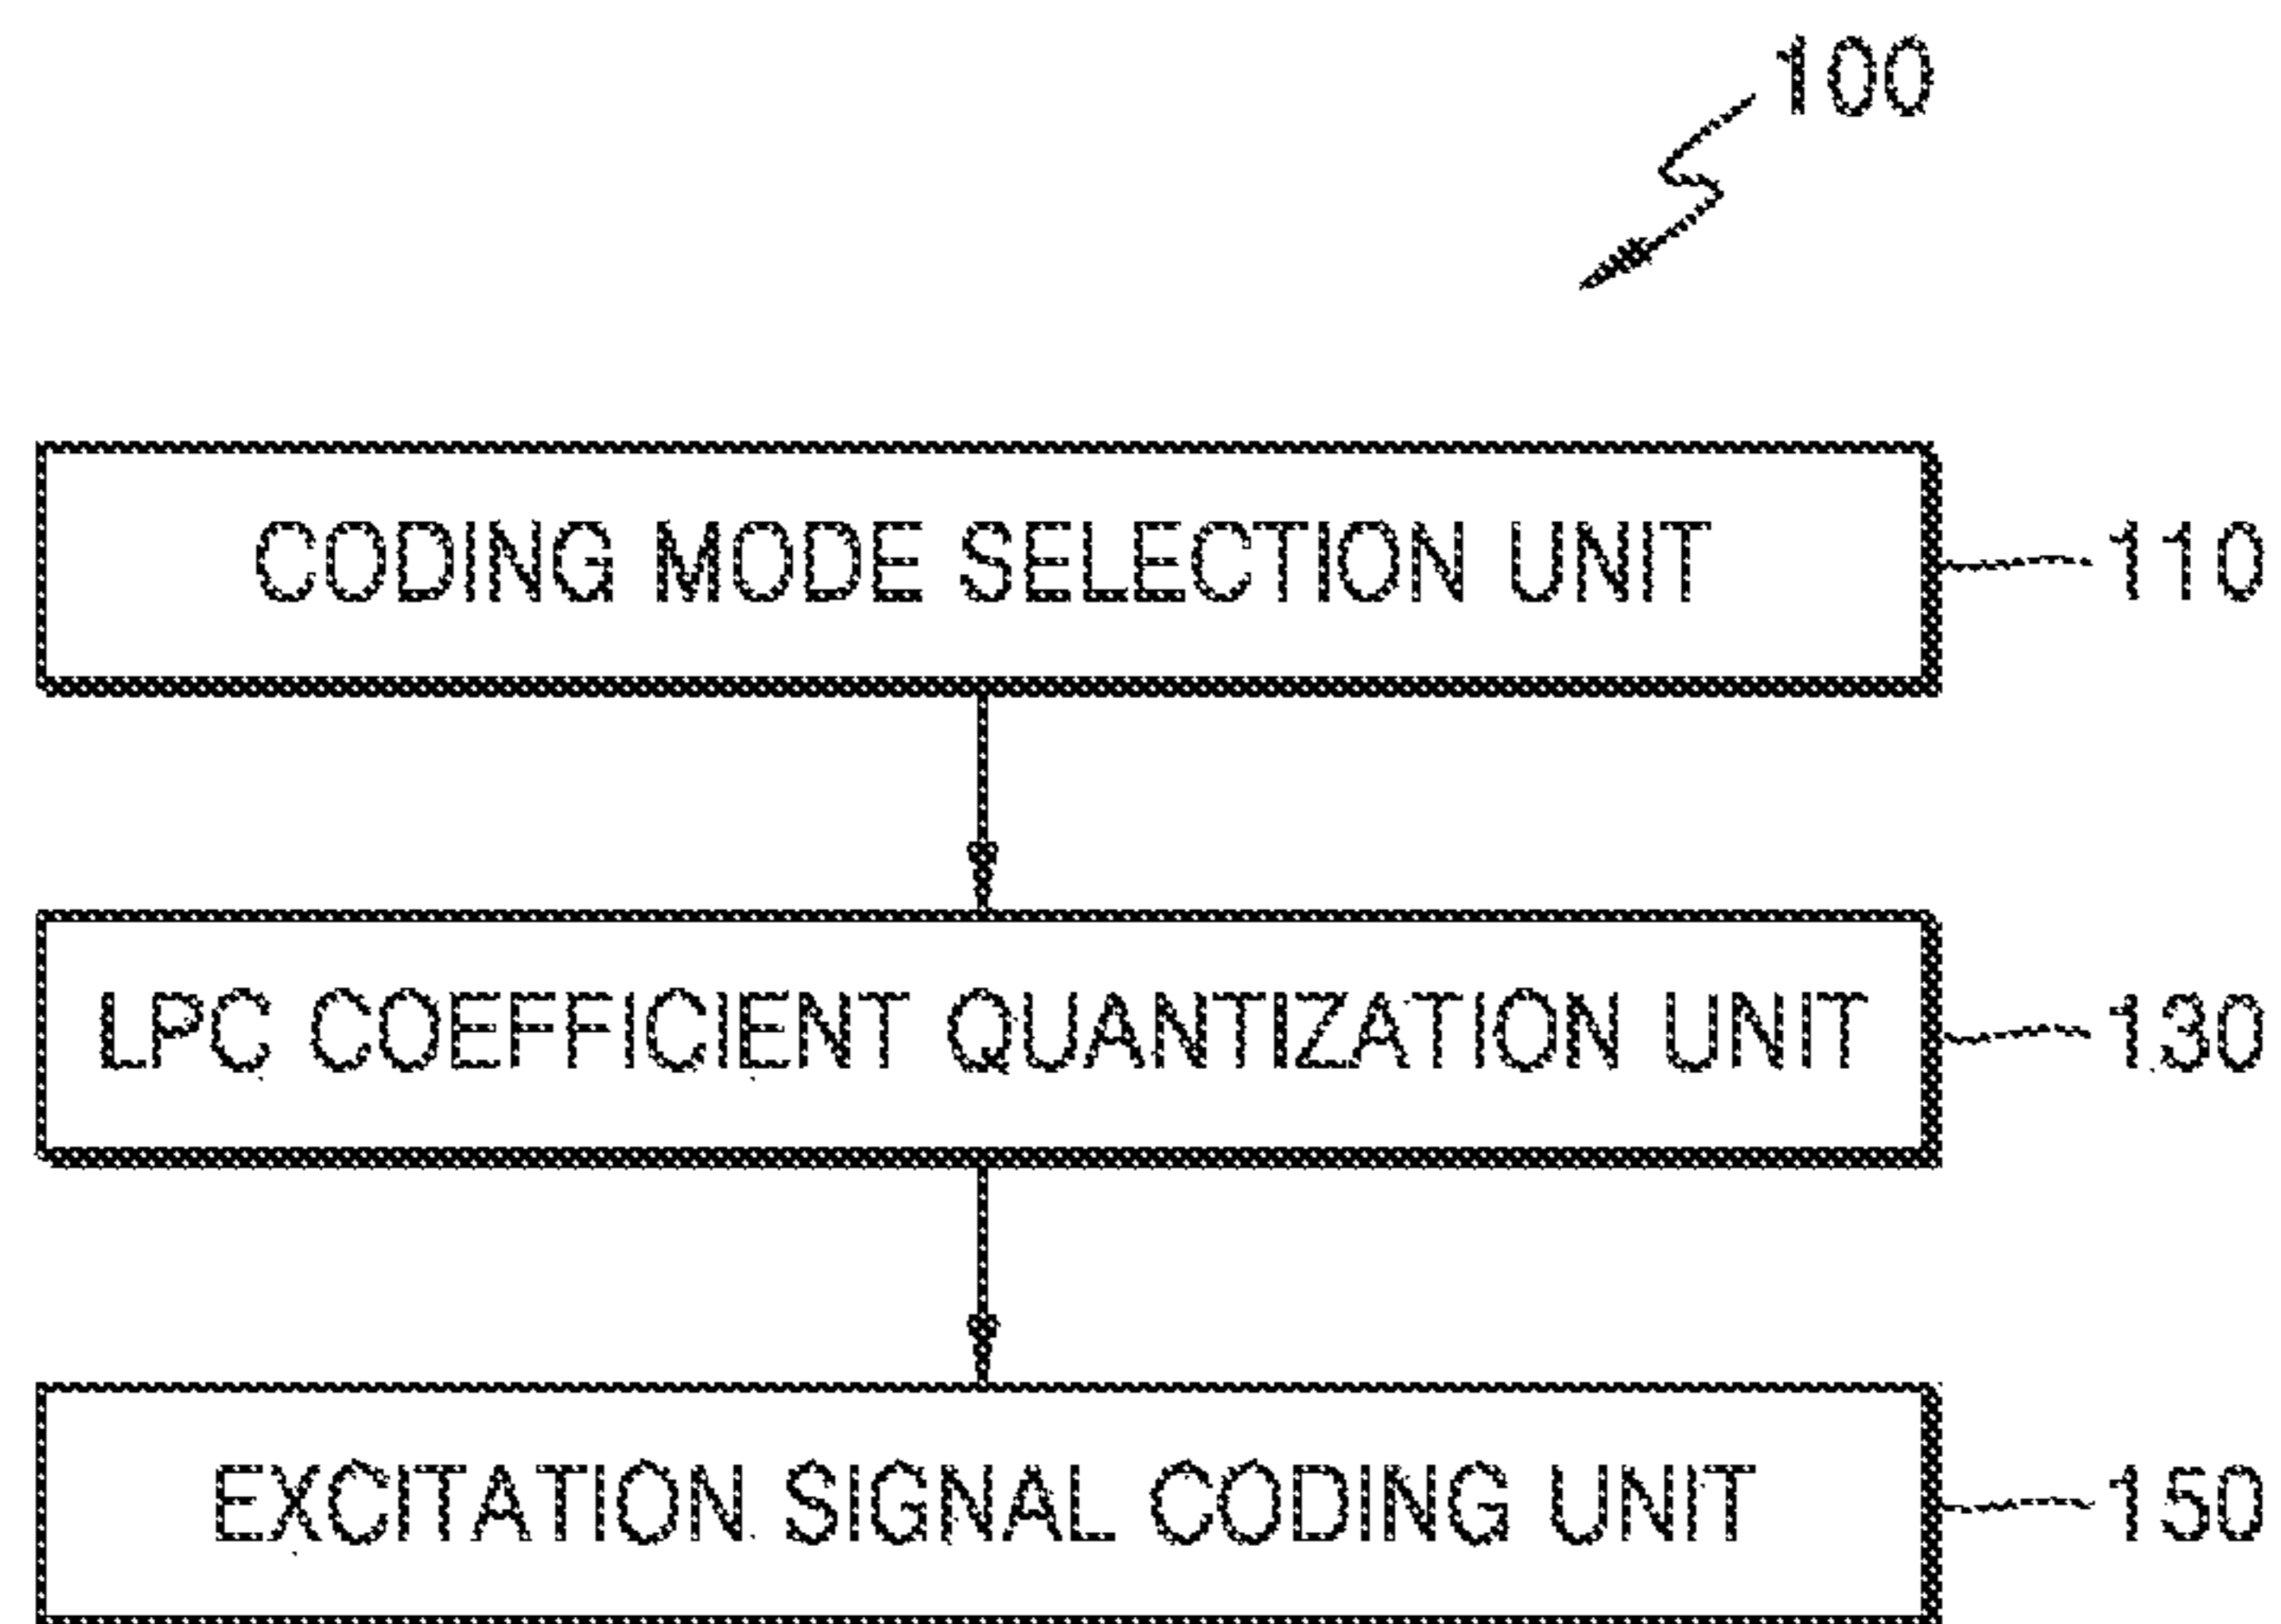 100
CODING MODE SELECTION UNIT
110
LPC COEFFICIENT QUANTIZATION UNIT
130
EXCITATION SIGNAL CODING UNIT
150